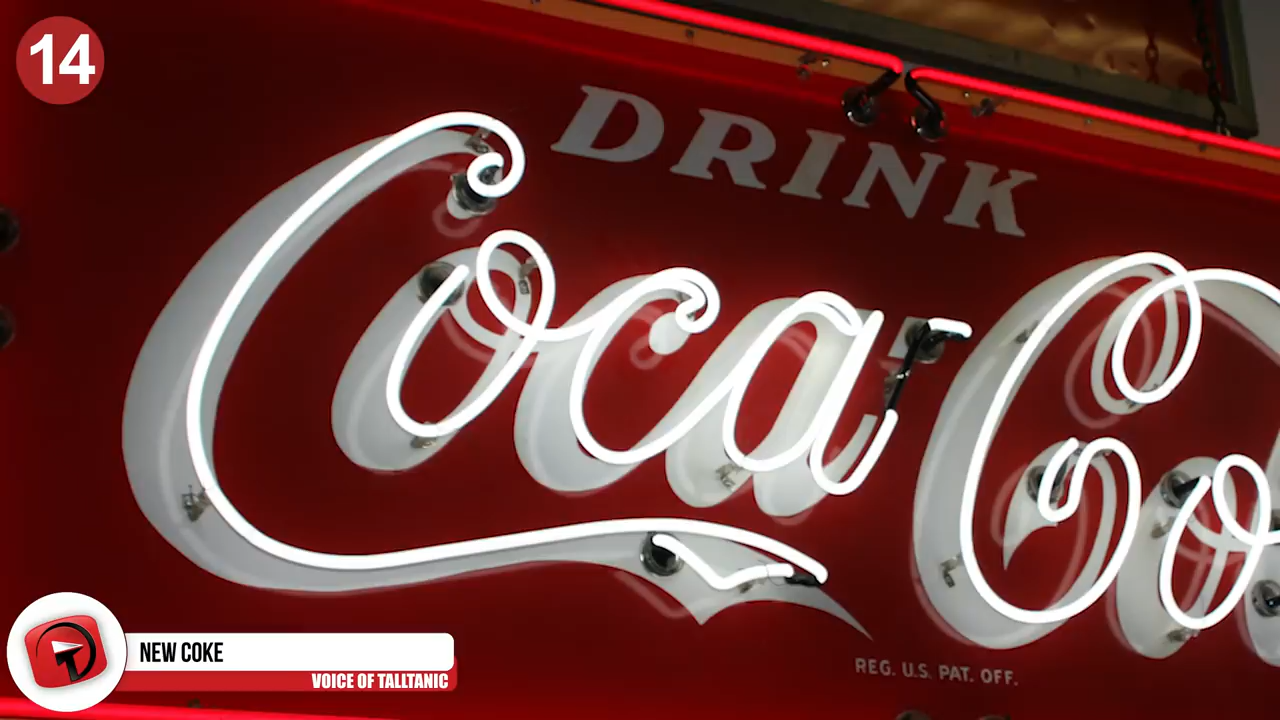 14
DRINK
Coca Co
REG. U.S. PAT. OFF.
NEW COKE
VOICE OF TALLTANIC